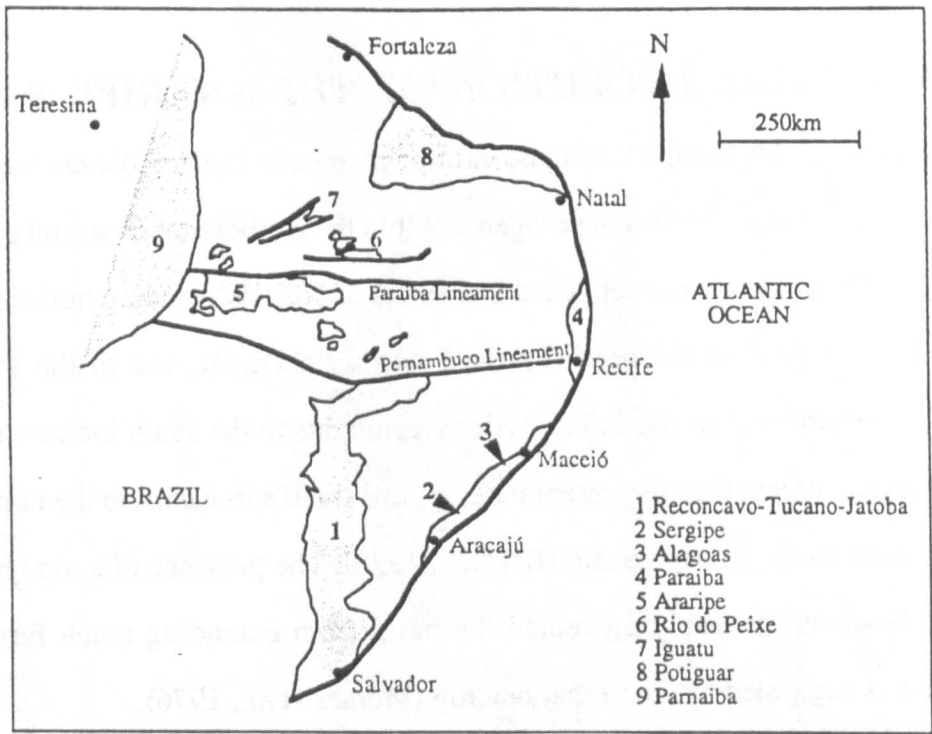 Fortaleza
N
Teresina
250km
8
Natal
7
9
6
5
Paraiba Lineament
ATLANTIC
OCEAN
4
Pernambuco Lineament
Recife
3
Macció
BRAZIL
2
1
Aracajú
Salvador
1 Reconcavo-Tucano-Jatoba
2 Sergipe
3 Alagoas
4 Paraiba
5 Araripe
6 Rio do Peixe
7 Iguatu
8 Potiguar
9 Parnaiba